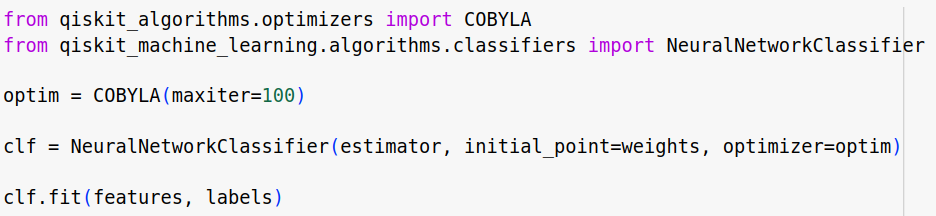 from qiskit_algorithms.optimizers import COBYLA
from qiskit_machine_learning.algorithms.classifiers import NeuralNetworkClassifier
optim = COBYLA(maxiter=100)
clf = NeuralNetworkClassifier(estimator, initial_point=weights, optimizer=optim)
clf.fit(features, labels)